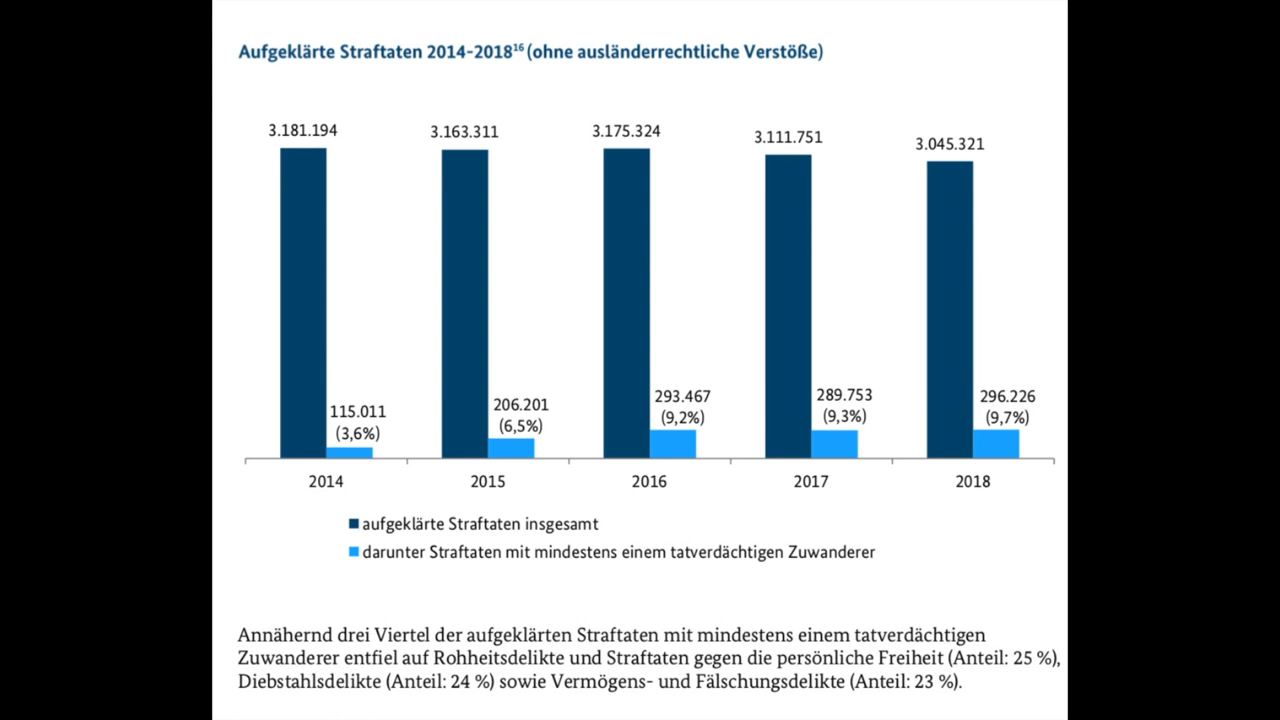 Aufgeklärte Straftaten 2014-2018¹⁶ (ohne ausländerrechtliche Verstöße)
3.181.194
3.163.311
3.175.324
3.111.751
3.045.321
115.011
(3,6%)
206.201
(6,5%)
293.467
(9,2%)
289.753
(9,3%)
296.226
(9,7%)
2014 2015 2016 2017 2018
aufgeklärte Straftaten insgesamt
darunter Straftaten mit mindestens einem tatverdächtigen Zuwanderer
Annähernd drei Viertel der aufgeklärten Straftaten mit mindestens einem tatverdächtigen
Zuwanderer entfiel auf Rohheitsdelikte und Straftaten gegen die persönliche Freiheit (Anteil: 25 %),
Diebstahlsdelikte (Anteil: 24 %) sowie Vermögens- und Fälschungsdelikte (Anteil: 23 %).